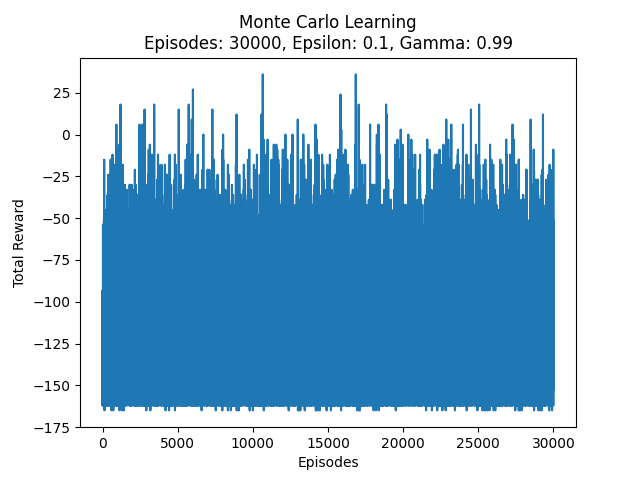 Monte Carlo Learning
Episodes: 30000, Epsilon: 0.1, Gamma: 0.99
Total Reward
25
0
−25
−50
−75
−100
−125
−150
−175
0 5000 10000 15000 20000 25000 30000
Episodes